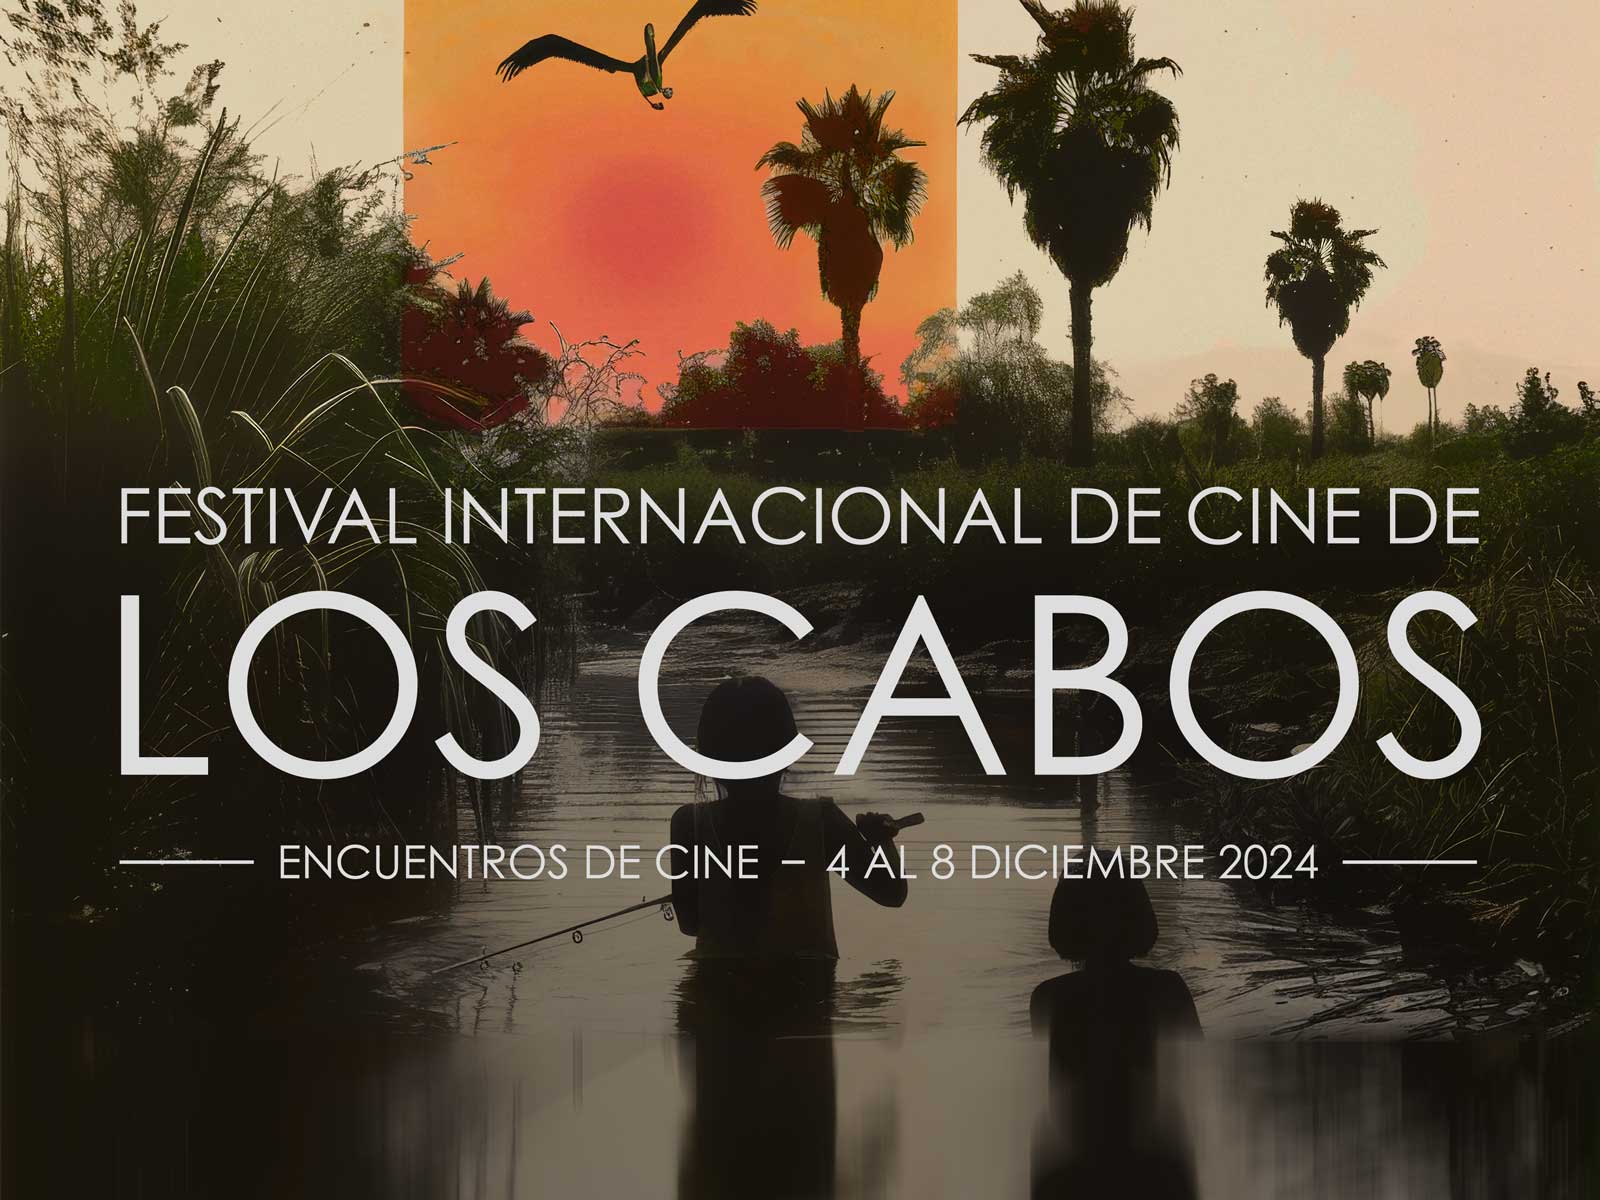 FESTIVAL INTERNACIONAL DE CINE DE
LOS CABOS
ENCUENTROS DE CINE – 4 AL 8 DICIEMBRE 2024